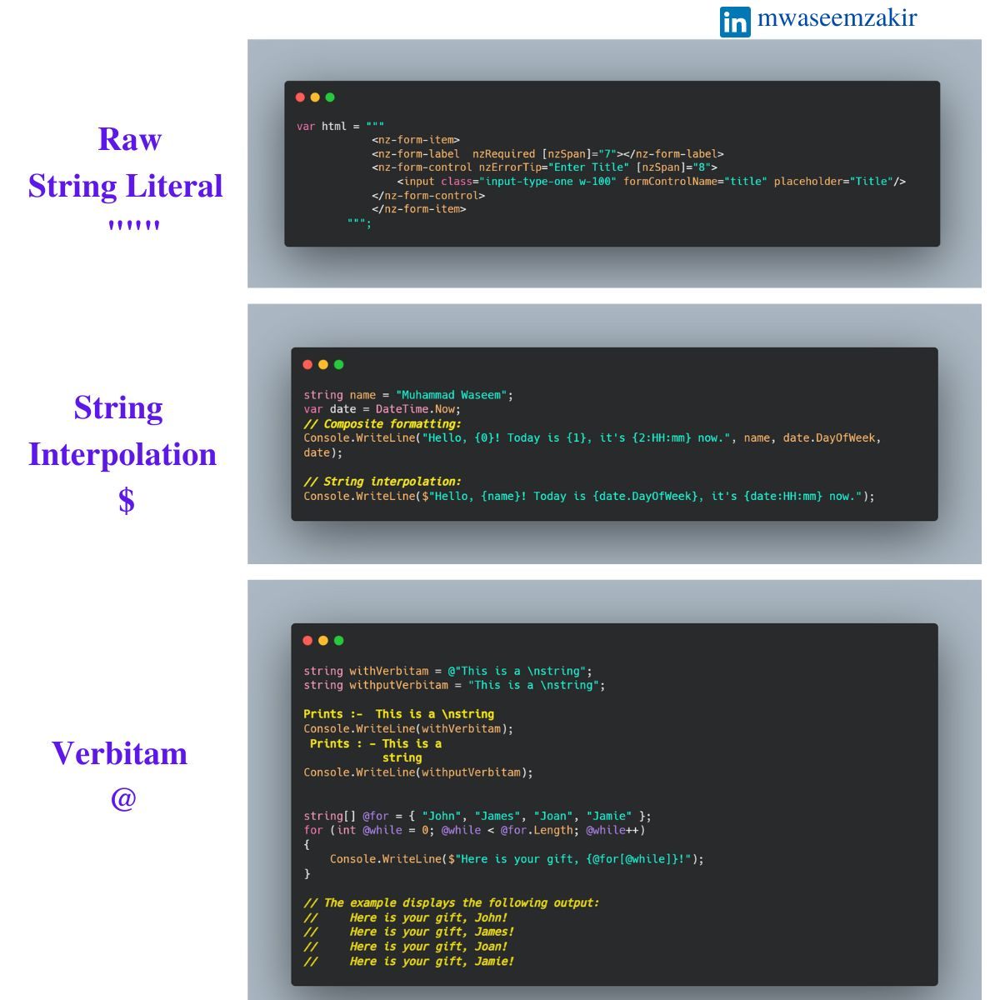 in mwaseemzakir
Raw
String Literal
""""""
var html = """
            <nz-form-item>
            <nz-form-label  nzRequired [nzSpan]="7"></nz-form-label>
            <nz-form-control nzErrorTip="Enter Title" [nzSpan]="8">
                <input class="input-type-one w-100" formControlName="title" placeholder="Title"/>
            </nz-form-control>
            </nz-form-item>
        """;
String
Interpolation
$
string name = "Muhammad Waseem";
var date = DateTime.Now;
// Composite formatting:
Console.WriteLine("Hello, {0}! Today is {1}, it's {2:HH:mm} now.", name, date.DayOfWeek,
date);
// String interpolation:
Console.WriteLine($"Hello, {name}! Today is {date.DayOfWeek}, it's {date:HH:mm} now.");
Verbitam
@
string withVerbitam = @"This is a \nstring";
string withputVerbitam = "This is a \nstring";
Prints :-  This is a \nstring
Console.WriteLine(withVerbitam);
 Prints : - This is a
            string
Console.WriteLine(withputVerbitam);
string[] @for = { "John", "James", "Joan", "Jamie" };
for (int @while = 0; @while < @for.Length; @while++)
{
    Console.WriteLine($"Here is your gift, {@for[@while]}!");
}
// The example displays the following output:
//     Here is your gift, John!
//     Here is your gift, James!
//     Here is your gift, Joan!
//     Here is your gift, Jamie!